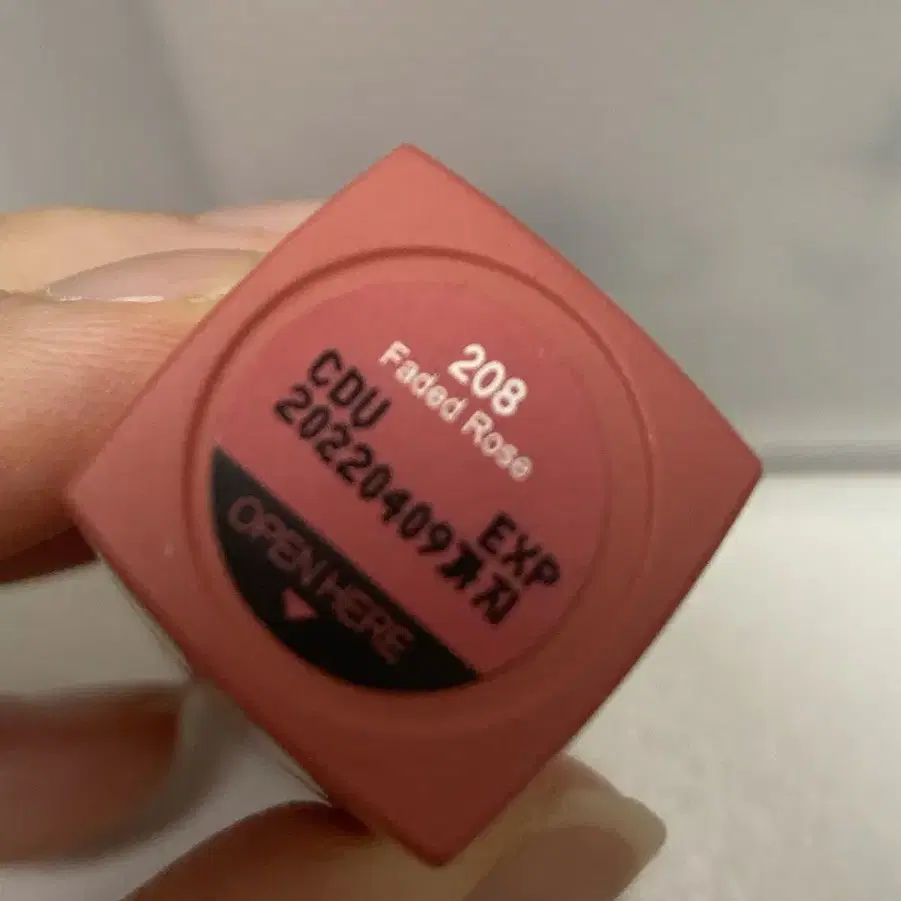 208
Faded Rose
CDU EXP
20220409까지
OPEN HERE